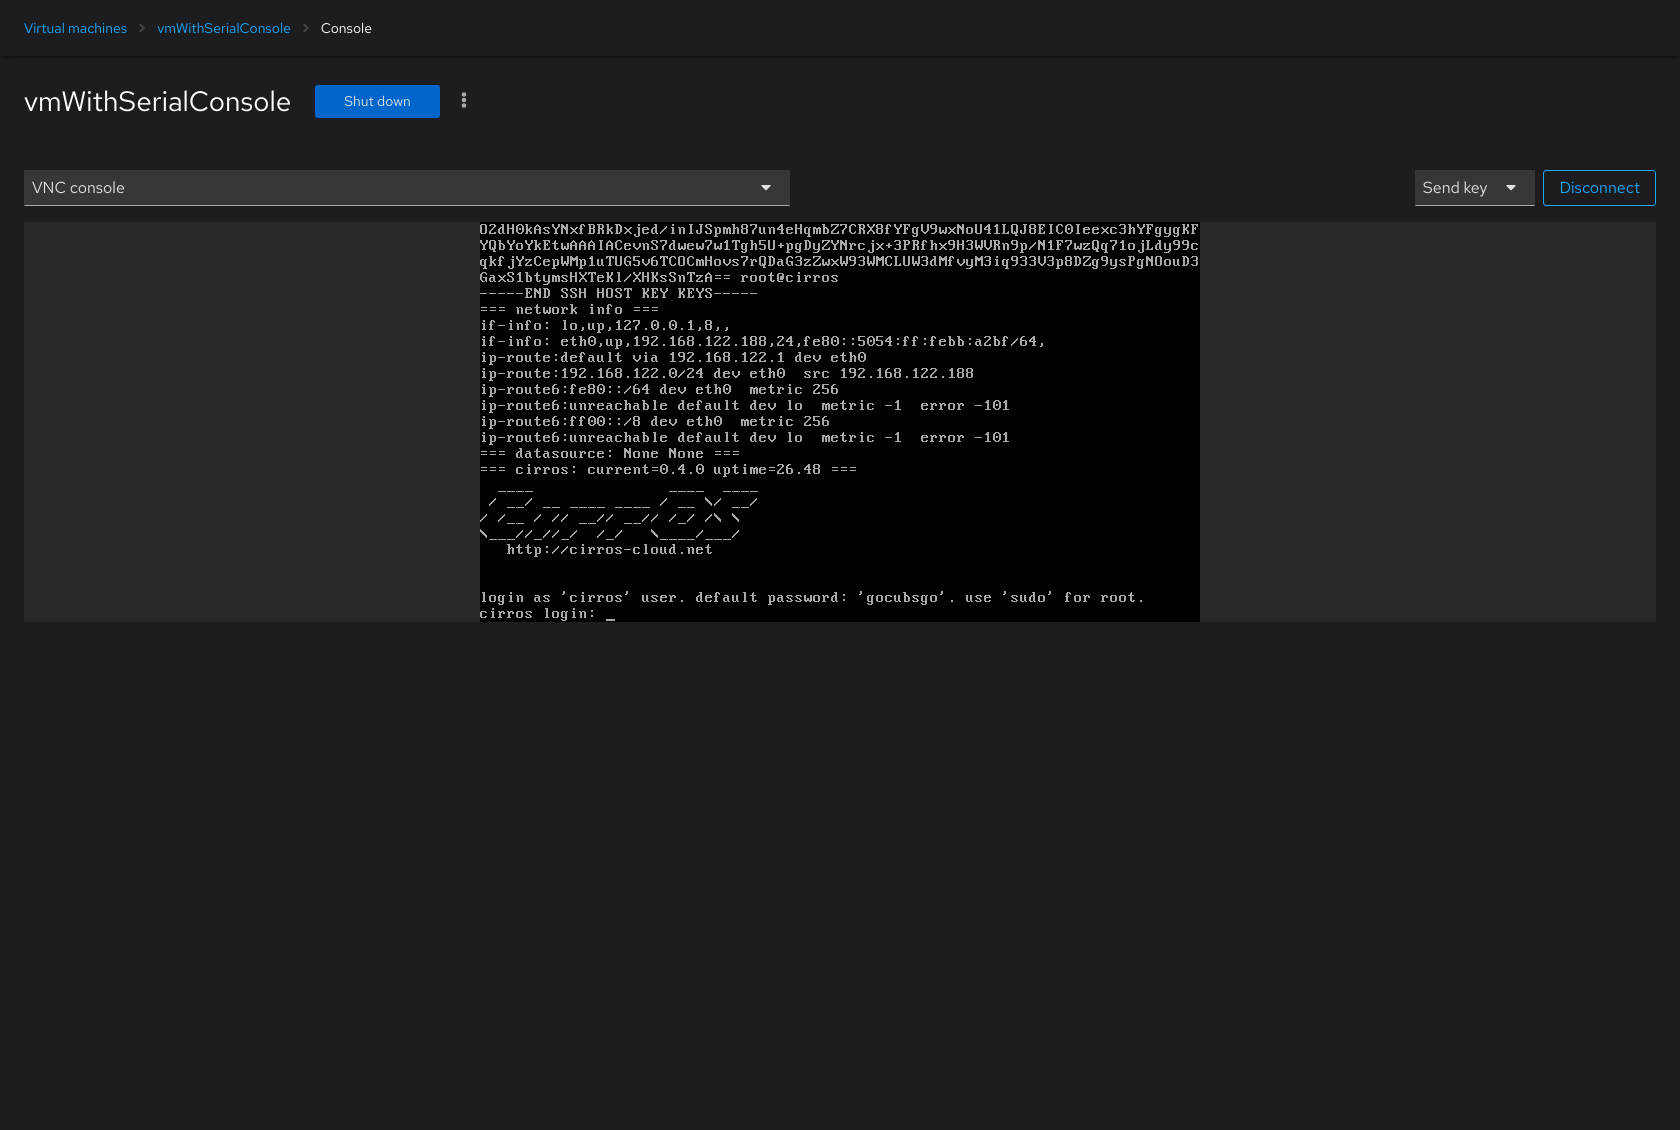 Virtual machines > vmWithSerialConsole > Console
vmWithSerialConsole Shut down
VNC console Send key Disconnect
O2dH0kAsYNxfBRkDxjed/inIJSpmh87un4eHqmbZ7CRX8fYFgV9wxNoU41LQJ8EIC0Ieexc3hYFgygKF
YQbYoYkEtwAAAIACevnS7dwew7w1Tgh5U+pgDyZYNrcjx+3PRfhx9H3WVRn9p/N1F7wzQq71ojLdy99c
qkfjYzCepWMp1uTUG5v6TCOCmHovs7rQDaG3zZwxW93WMCLUW3dMfvyM3iq933V3p8DZg9ysPgNOouD3
GaxS1btymsHXTeKl/XHKsSnTzA== root@cirros
-----END SSH HOST KEY KEYS-----
=== network info ===
if-info: lo,up,127.0.0.1,8,,
if-info: eth0,up,192.168.122.188,24,fe80::5054:ff:febb:a2bf/64,
ip-route:default via 192.168.122.1 dev eth0
ip-route:192.168.122.0/24 dev eth0  src 192.168.122.188
ip-route6:fe80::/64 dev eth0  metric 256
ip-route6:unreachable default dev lo  metric -1  error -101
ip-route6:ff00::/8 dev eth0  metric 256
ip-route6:unreachable default dev lo  metric -1  error -101
=== datasource: None None ===
=== cirros: current=0.4.0 uptime=26.48 ===
http://cirros-cloud.net
login as 'cirros' user. default password: 'gocubsgo'. use 'sudo' for root.
cirros login: _